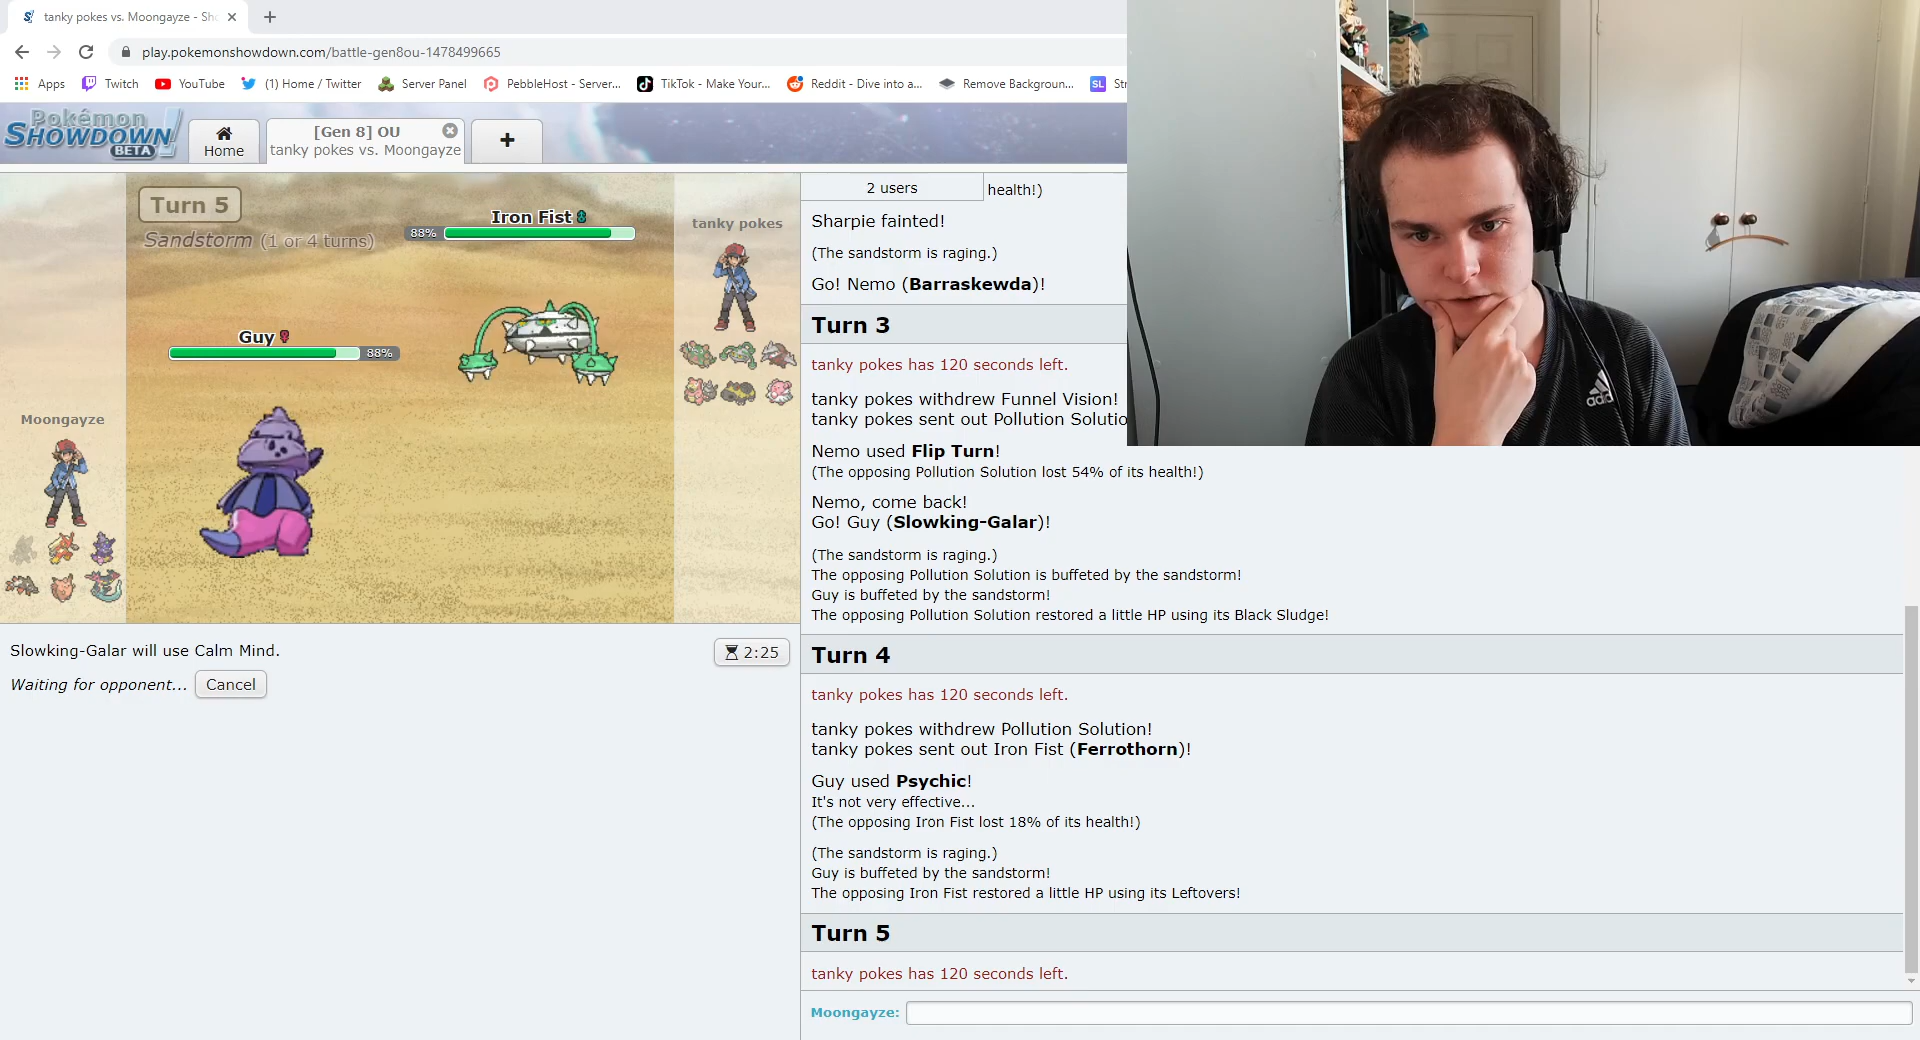 tanky pokes vs. Moongayze - Sho
play.pokemonshowdown.com/battle-gen8ou-1478499665
Apps
Twitch
YouTube
(1) Home / Twitter
Server Panel
PebbleHost - Server...
TikTok - Make Your...
Reddit - Dive into a...
Remove Backgroun...
SL
Str
Pokémon
SHOWDOWN!
BETA
Home
[Gen 8] OU
tanky pokes vs. Moongayze
+
Turn 5
Sandstorm (1 or 4 turns)
Iron Fist
88%
tanky pokes
Guy
88%
Moongayze
Slowking-Galar will use Calm Mind.
2:25
Waiting for opponent...
Cancel
2 users
health!)
Sharpie fainted!
(The sandstorm is raging.)
Go! Nemo (Barraskewda)!
Turn 3
tanky pokes has 120 seconds left.
tanky pokes withdrew Funnel Vision!
tanky pokes sent out Pollution Solutio
Nemo used Flip Turn!
(The opposing Pollution Solution lost 54% of its health!)
Nemo, come back!
Go! Guy (Slowking-Galar)!
(The sandstorm is raging.)
The opposing Pollution Solution is buffeted by the sandstorm!
Guy is buffeted by the sandstorm!
The opposing Pollution Solution restored a little HP using its Black Sludge!
Turn 4
tanky pokes has 120 seconds left.
tanky pokes withdrew Pollution Solution!
tanky pokes sent out Iron Fist (Ferrothorn)!
Guy used Psychic!
It's not very effective...
(The opposing Iron Fist lost 18% of its health!)
(The sandstorm is raging.)
Guy is buffeted by the sandstorm!
The opposing Iron Fist restored a little HP using its Leftovers!
Turn 5
tanky pokes has 120 seconds left.
Moongayze:
adidas